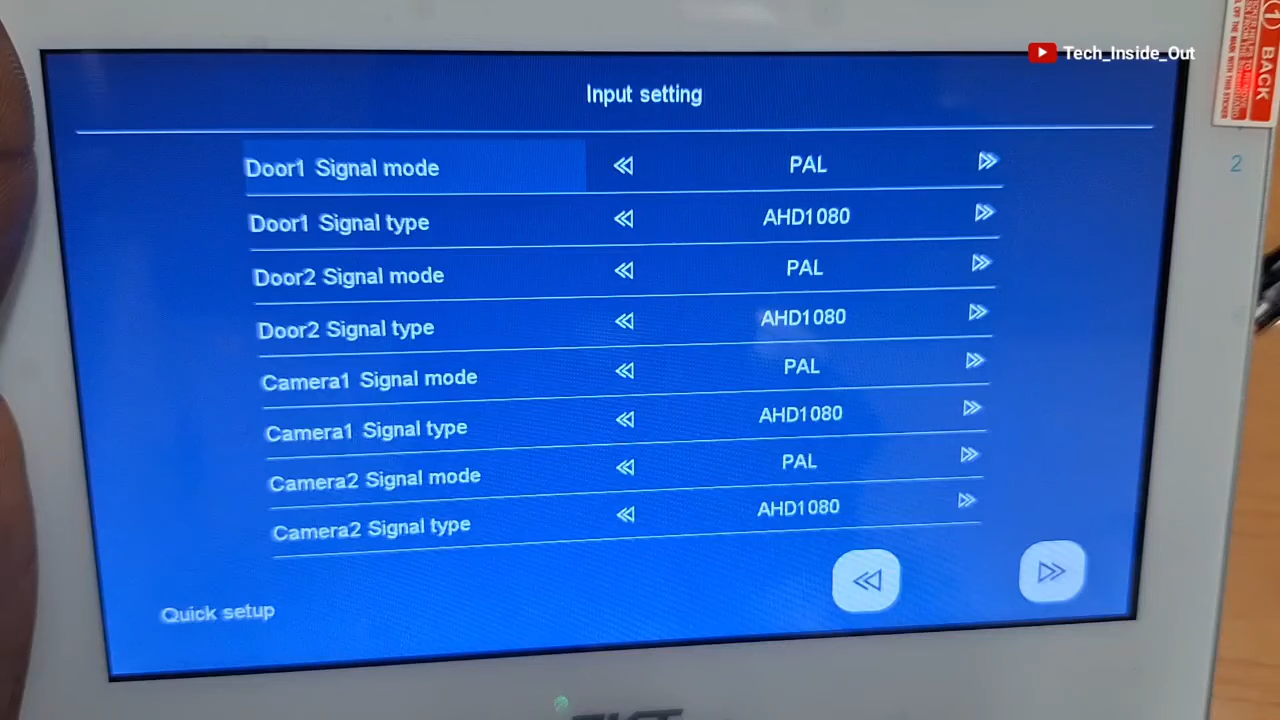 Tech_Inside_Out
Input setting
Door1 Signal mode PAL
Door1 Signal type AHD1080
Door2 Signal mode PAL
Door2 Signal type AHD1080
Camera1 Signal mode PAL
Camera1 Signal type AHD1080
Camera2 Signal mode PAL
Camera2 Signal type AHD1080
Quick setup
1 BACK
2